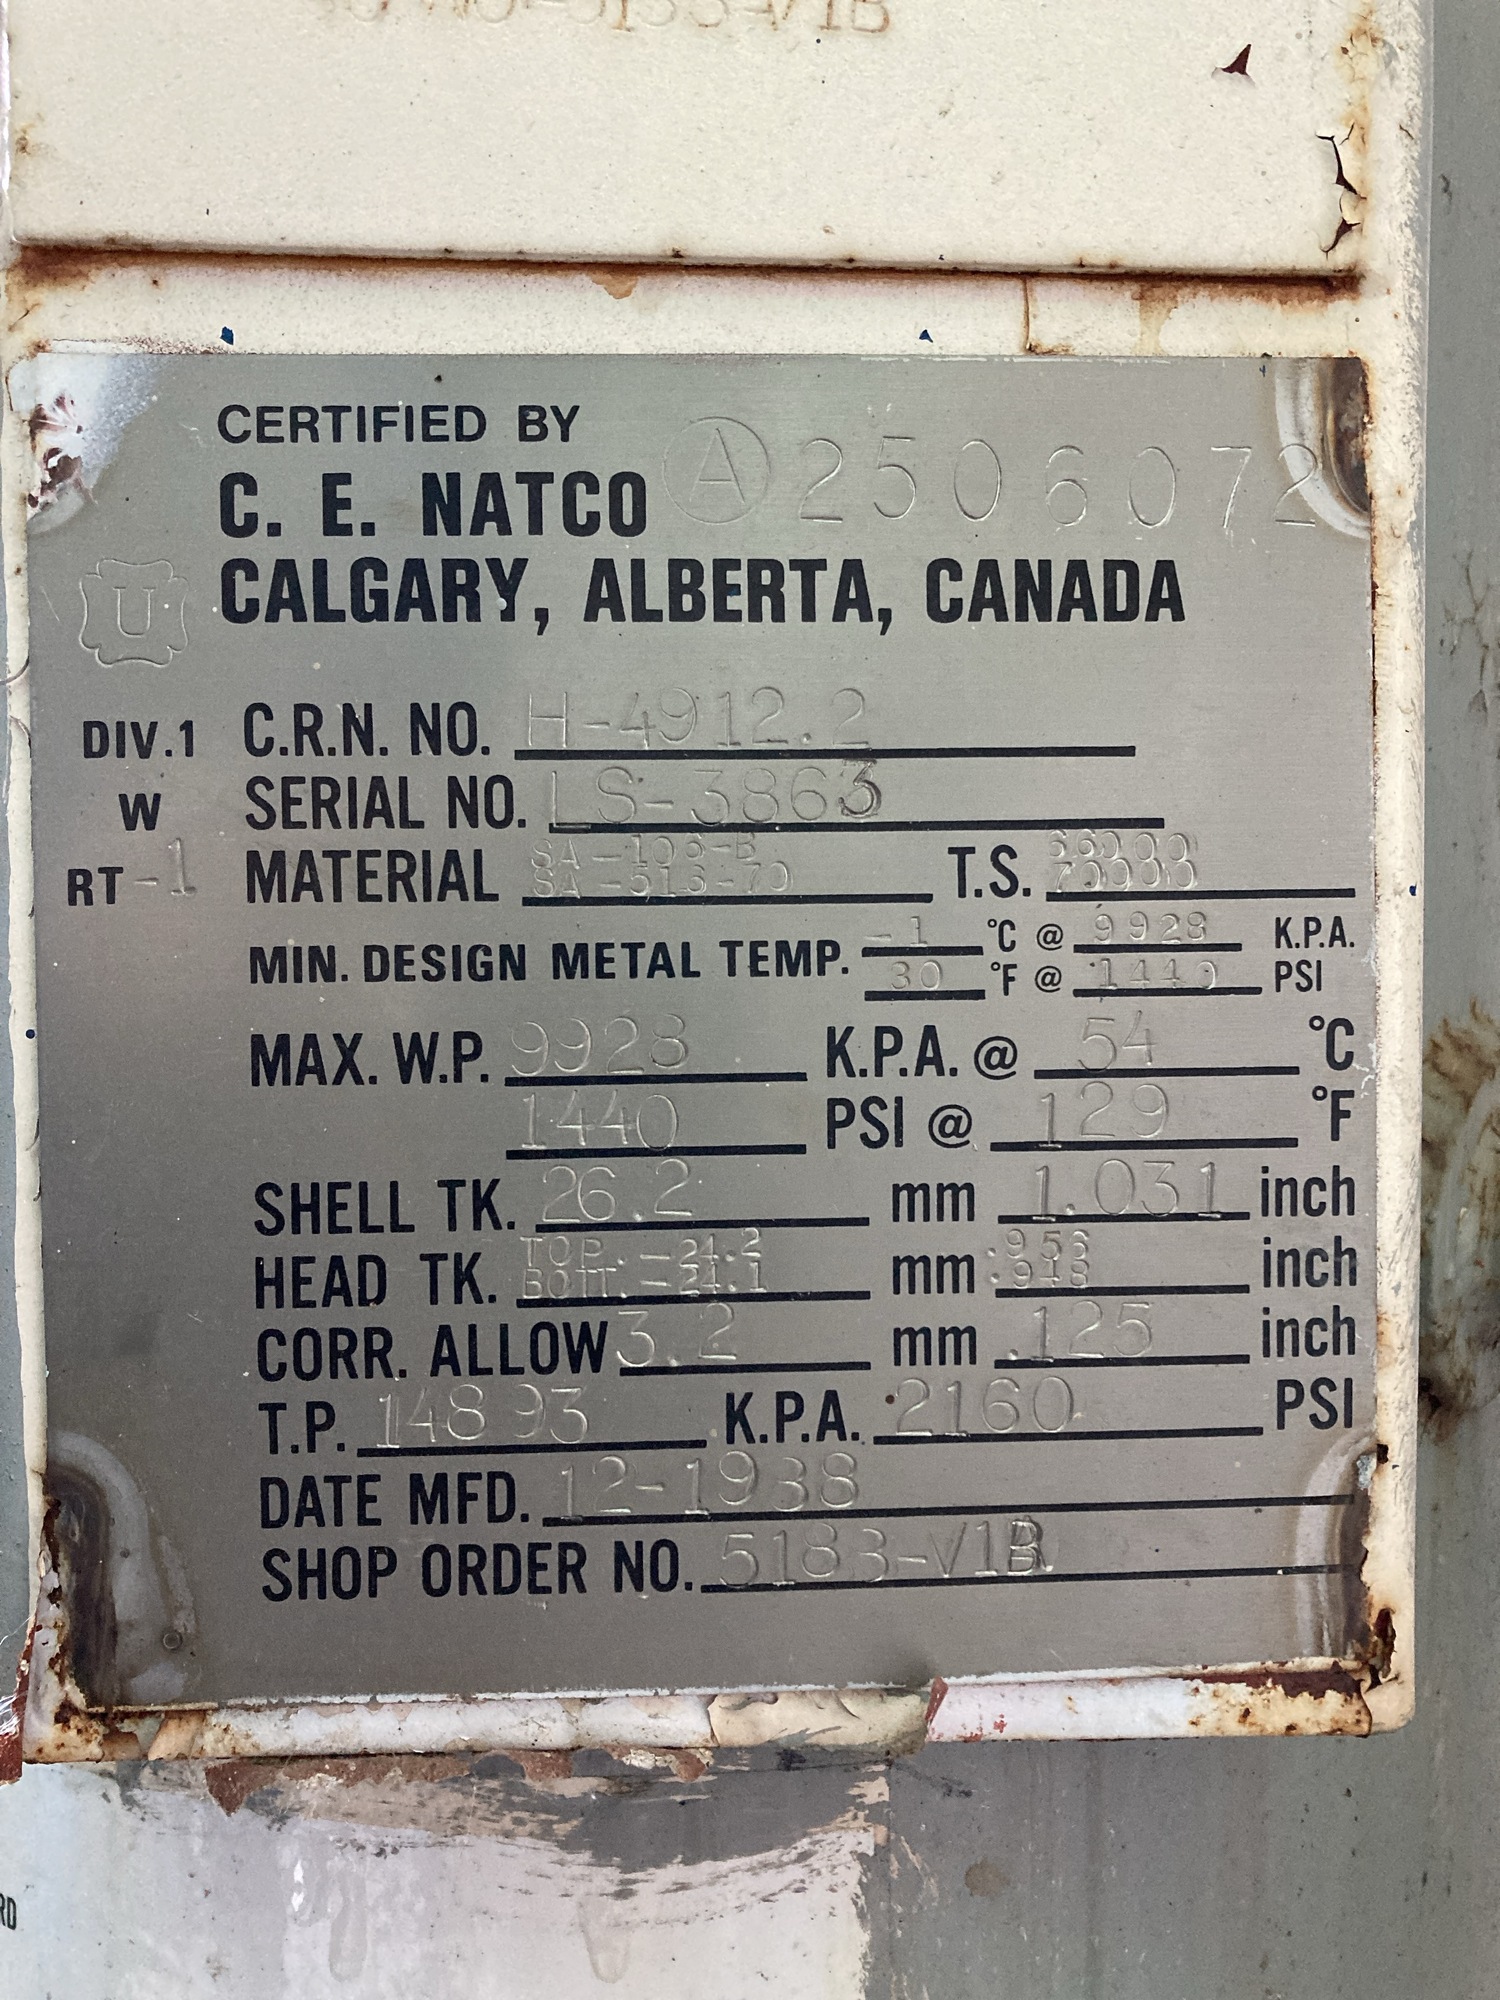 CERTIFIED BY
C. E. NATCO Ⓐ 2506072
U CALGARY, ALBERTA, CANADA
DIV.1 C.R.N. NO. H-4912.2
W SERIAL NO. LS-3863
RT -1 MATERIAL SA-106-B T.S. 
SA-516-70 70000
MIN. DESIGN METAL TEMP. -1 °C @ 9928 K.P.A.
30 °F @ 1440 PSI
MAX. W.P. 9928 K.P.A. @ 54 °C
1440 PSI @ 129 °F
SHELL TK. 26.2 mm 1.031 inch
HEAD TK. TOP. -24.2 mm inch
BOTT. -24.1 .948
CORR. ALLOW 3.2 mm .125 inch
T.P. 14893 K.P.A. 2160 PSI
DATE MFD. 12-1988
SHOP ORDER NO. 5183-V1B
RD